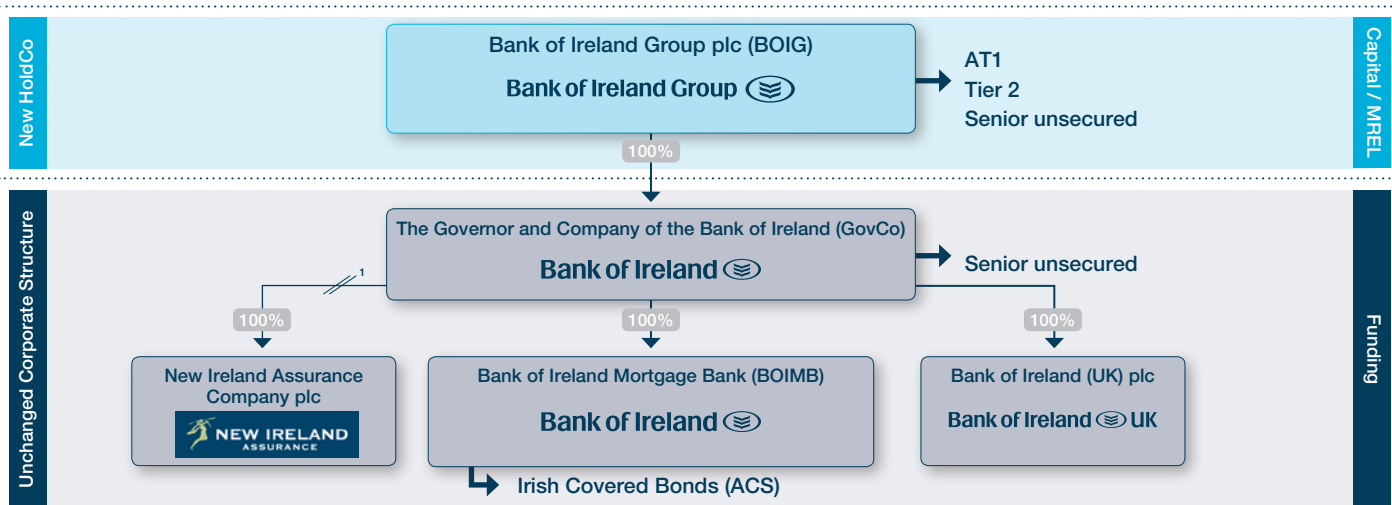 New HoldCo
Bank of Ireland Group plc (BOIG)
Bank of Ireland Group
AT1
Tier 2
Senior unsecured
Capital / MREL
100%
Unchanged Corporate Structure
The Governor and Company of the Bank of Ireland (GovCo)
Bank of Ireland
Senior unsecured
Funding
1
100%
100%
100%
New Ireland Assurance
Company plc
NEW IRELAND
ASSURANCE
Bank of Ireland Mortgage Bank (BOIMB)
Bank of Ireland
Bank of Ireland (UK) plc
Bank of Ireland UK
Irish Covered Bonds (ACS)